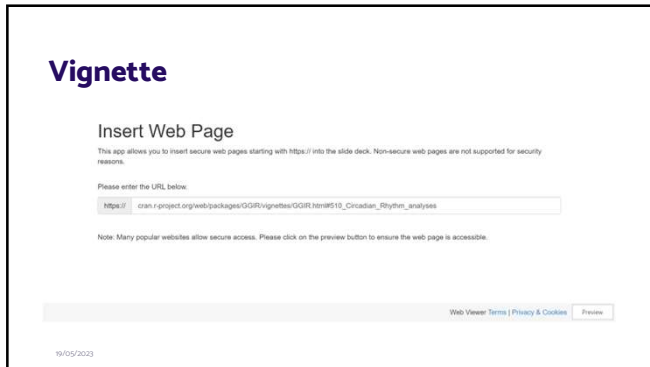 Vignette
Insert Web Page
This app allows you to insert secure web pages starting with https:// into the slide deck. Non-secure web pages are not supported for security
reasons.
Please enter the URL below.
https:// cran.r-project.org/web/packages/GGIR/vignettes/GGIR.html#510_Circadian_Rhythm_analyses
Note: Many popular websites allow secure access. Please click on the preview button to ensure the web page is accessible.
Web Viewer Terms | Privacy & Cookies Preview
19/05/2023